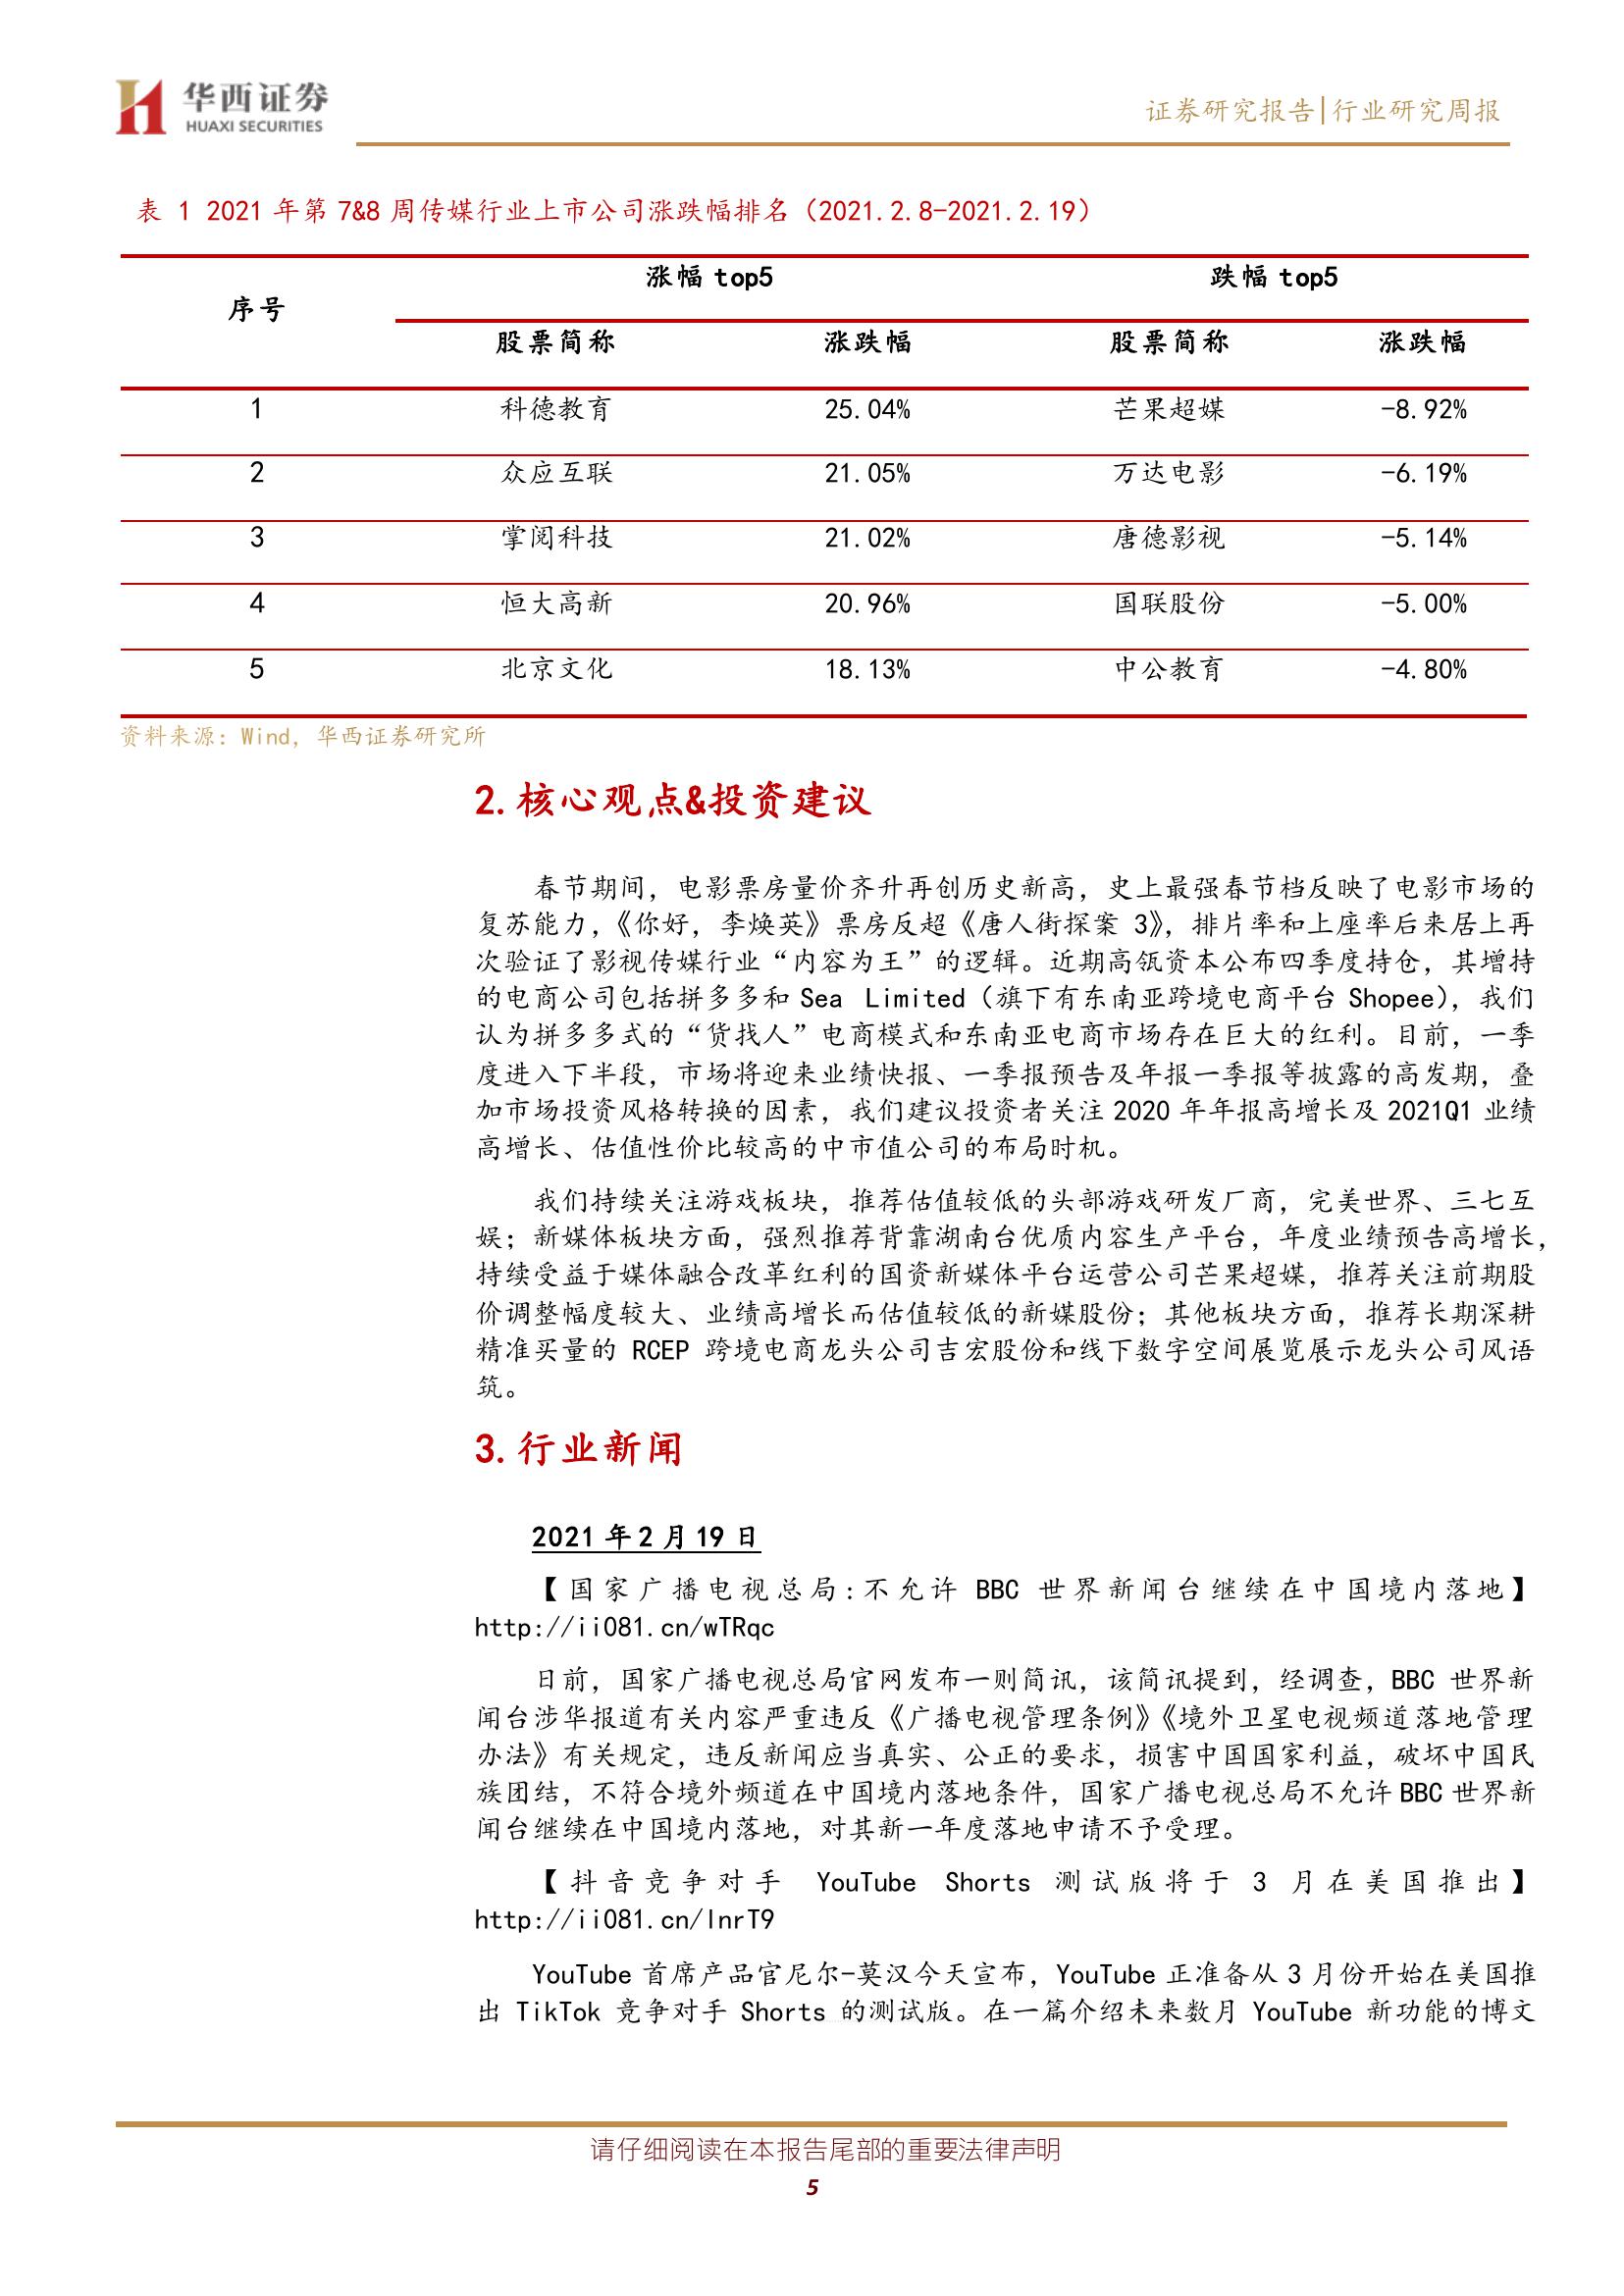 华西证券
HUAXI SECURITIES
证券研究报告|行业研究周报
表 1 2021 年第 7&8 周传媒行业上市公司涨跌幅排名（2021.2.8-2021.2.19）
序号 涨幅 top5 跌幅 top5
股票简称 涨跌幅 股票简称 涨跌幅
1 科德教育 25.04% 芒果超媒 -8.92%
2 众应互联 21.05% 万达电影 -6.19%
3 掌阅科技 21.02% 唐德影视 -5.14%
4 恒大高新 20.96% 国联股份 -5.00%
5 北京文化 18.13% 中公教育 -4.80%
资料来源：Wind，华西证券研究所
2.核心观点&投资建议
春节期间，电影票房量价齐升再创历史新高，史上最强春节档反映了电影市场的
复苏能力，《你好，李焕英》票房反超《唐人街探案 3》，排片率和上座率后来居上再
次验证了影视传媒行业“内容为王”的逻辑。近期高瓴资本公布四季度持仓，其增持
的电商公司包括拼多多和 Sea Limited（旗下有东南亚跨境电商平台 Shopee），我们
认为拼多多式的“货找人”电商模式和东南亚电商市场存在巨大的红利。目前，一季
度进入下半段，市场将迎来业绩快报、一季报预告及年报一季报等披露的高发期，叠
加市场投资风格转换的因素，我们建议投资者关注 2020 年年报高增长及 2021Q1 业绩
高增长、估值性价比较高的中市值公司的布局时机。
我们持续关注游戏板块，推荐估值较低的头部游戏研发厂商，完美世界、三七互
娱；新媒体板块方面，强烈推荐背靠湖南台优质内容生产平台，年度业绩预告高增长，
持续受益于媒体融合改革红利的国资新媒体平台运营公司芒果超媒，推荐关注前期股
价调整幅度较大、业绩高增长而估值较低的新媒股份；其他板块方面，推荐长期深耕
精准买量的 RCEP 跨境电商龙头公司吉宏股份和线下数字空间展览展示龙头公司风语
筑。
3.行业新闻
2021 年 2 月 19 日
【国家广播电视总局:不允许 BBC 世界新闻台继续在中国境内落地】
http://ii081.cn/wTRqc
日前，国家广播电视总局官网发布一则简讯，该简讯提到，经调查，BBC 世界新
闻台涉华报道有关内容严重违反《广播电视管理条例》《境外卫星电视频道落地管理
办法》有关规定，违反新闻应当真实、公正的要求，损害中国国家利益，破坏中国民
族团结，不符合境外频道在中国境内落地条件，国家广播电视总局不允许 BBC 世界新
闻台继续在中国境内落地，对其新一年度落地申请不予受理。
【抖音竞争对手 YouTube Shorts 测试版将于 3 月在美国推出】
http://ii081.cn/lnrT9
YouTube 首席产品官尼尔-莫汉今天宣布，YouTube 正准备从 3 月份开始在美国推
出 TikTok 竞争对手 Shorts 的测试版。在一篇介绍未来数月 YouTube 新功能的博文
请仔细阅读在本报告尾部的重要法律声明
5